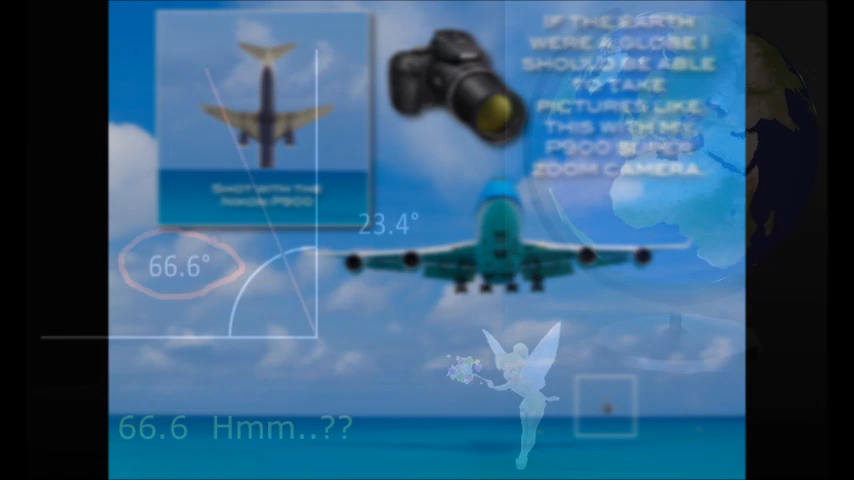 IF THE EARTH
WERE A GLOBE I
SHOULD BE ABLE
TO TAKE
PICTURES LIKE
THIS WITH MY
P900 SUPER
ZOOM CAMERA.
SHOT WITH THE
NIKON P900
23.4°
66.6°
66.6 Hmm..??